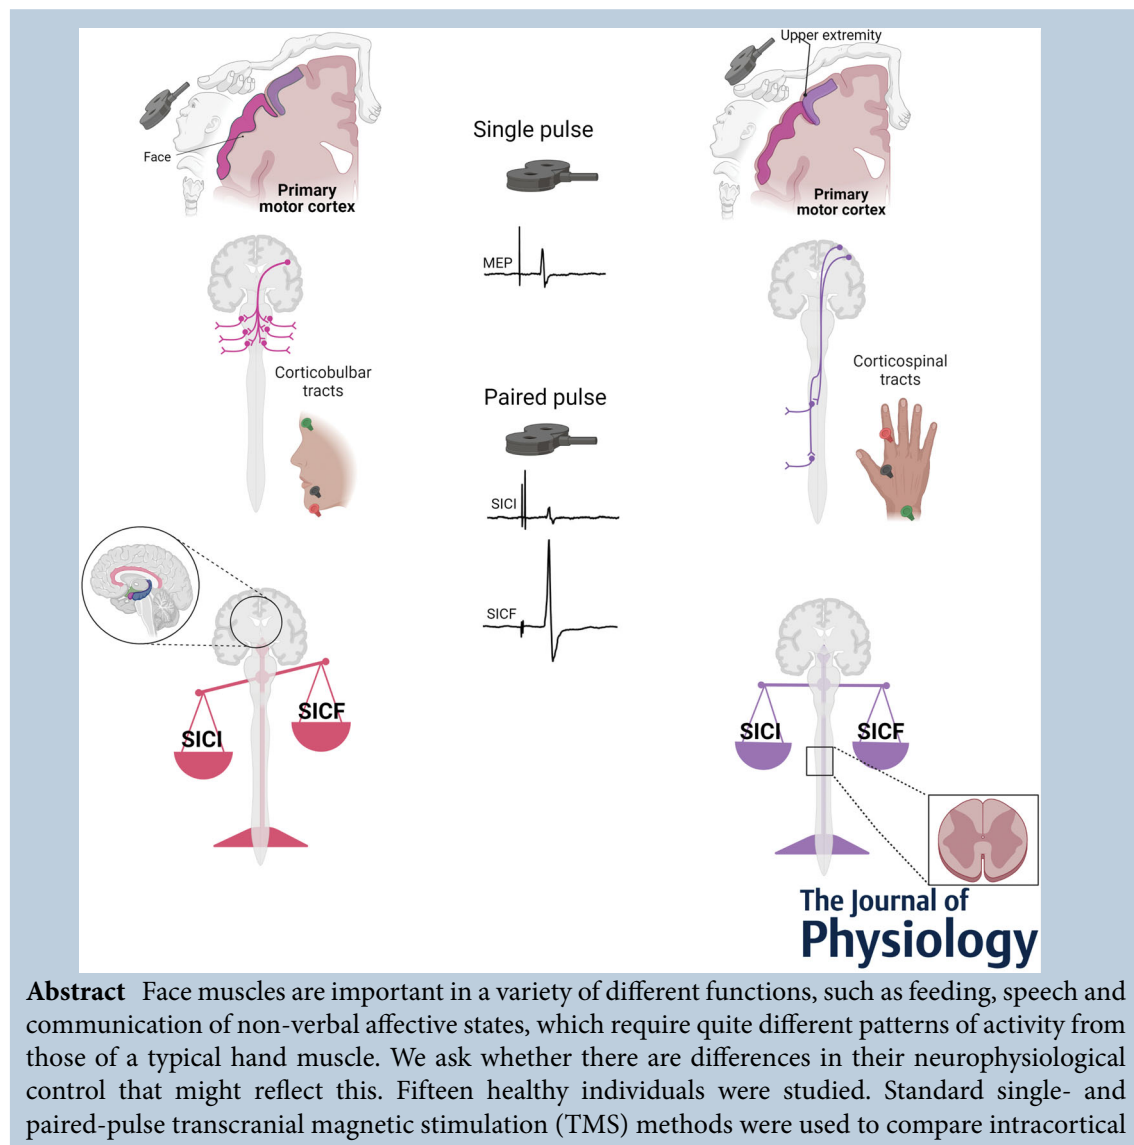 Upper extremity
Face
Primary
motor cortex
Single pulse
Primary
motor cortex
MEP
Corticobulbar
tracts
Corticospinal
tracts
Paired pulse
SICI
SICF
SICI
SICF
SICI
SICF
The Journal of
Physiology
Abstract Face muscles are important in a variety of different functions, such as feeding, speech and
communication of non-verbal affective states, which require quite different patterns of activity from
those of a typical hand muscle. We ask whether there are differences in their neurophysiological
control that might reflect this. Fifteen healthy individuals were studied. Standard single- and
paired-pulse transcranial magnetic stimulation (TMS) methods were used to compare intracortical